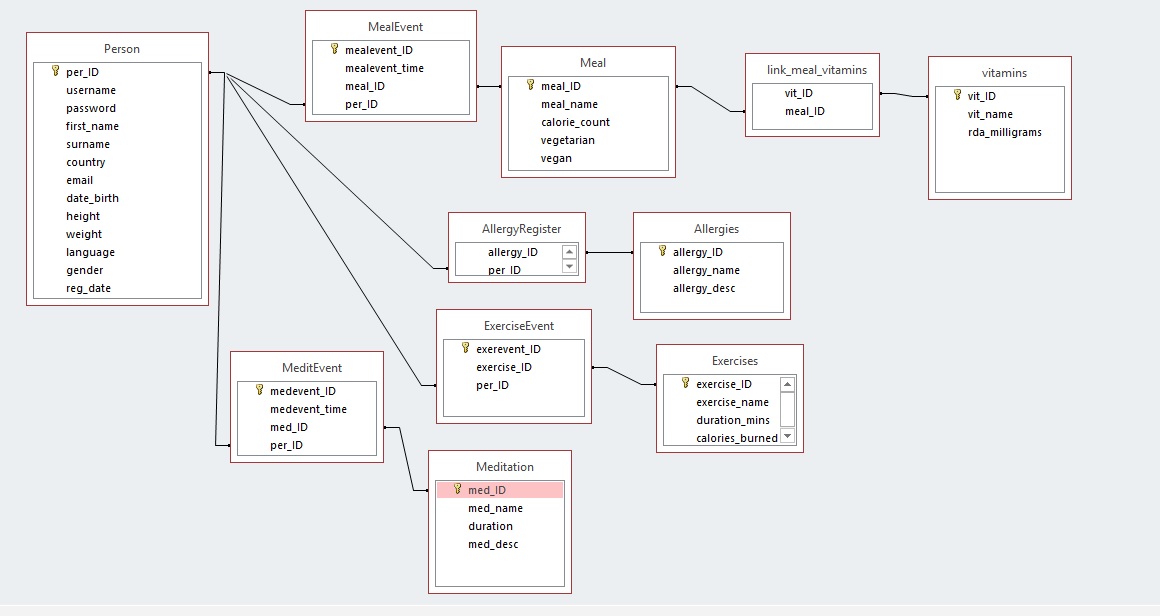 Person
per_ID
username
password
first_name
surname
country
email
date_birth
height
weight
language
gender
reg_date
MealEvent
mealevent_ID
mealevent_time
meal_ID
per_ID
Meal
meal_ID
meal_name
calorie_count
vegetarian
vegan
link_meal_vitamins
vit_ID
meal_ID
vitamins
vit_ID
vit_name
rda_milligrams
AllergyRegister
allergy_ID
per_ID
Allergies
allergy_ID
allergy_name
allergy_desc
ExerciseEvent
exerevent_ID
exercise_ID
per_ID
Exercises
exercise_ID
exercise_name
duration_mins
calories_burned
MeditEvent
medevent_ID
medevent_time
med_ID
per_ID
Meditation
med_ID
med_name
duration
med_desc